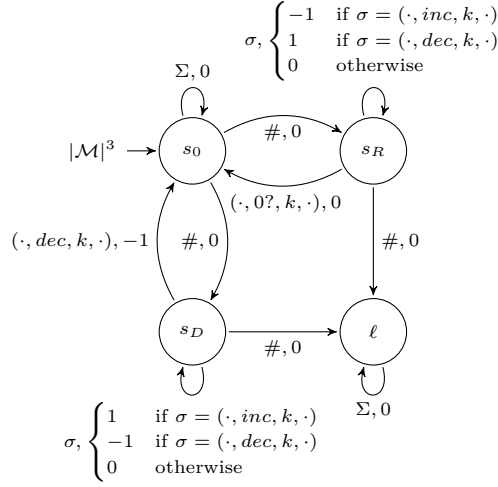 σ, { −1 if σ = (·, inc, k, ·)
1 if σ = (·, dec, k, ·)
0 otherwise
Σ, 0
#, 0
|ℳ|³
s₀
s_R
(·, 0?, k, ·), 0
(·, dec, k, ·), −1
#, 0
#, 0
s_D
#, 0
ℓ
Σ, 0
σ, { 1 if σ = (·, inc, k, ·)
−1 if σ = (·, dec, k, ·)
0 otherwise